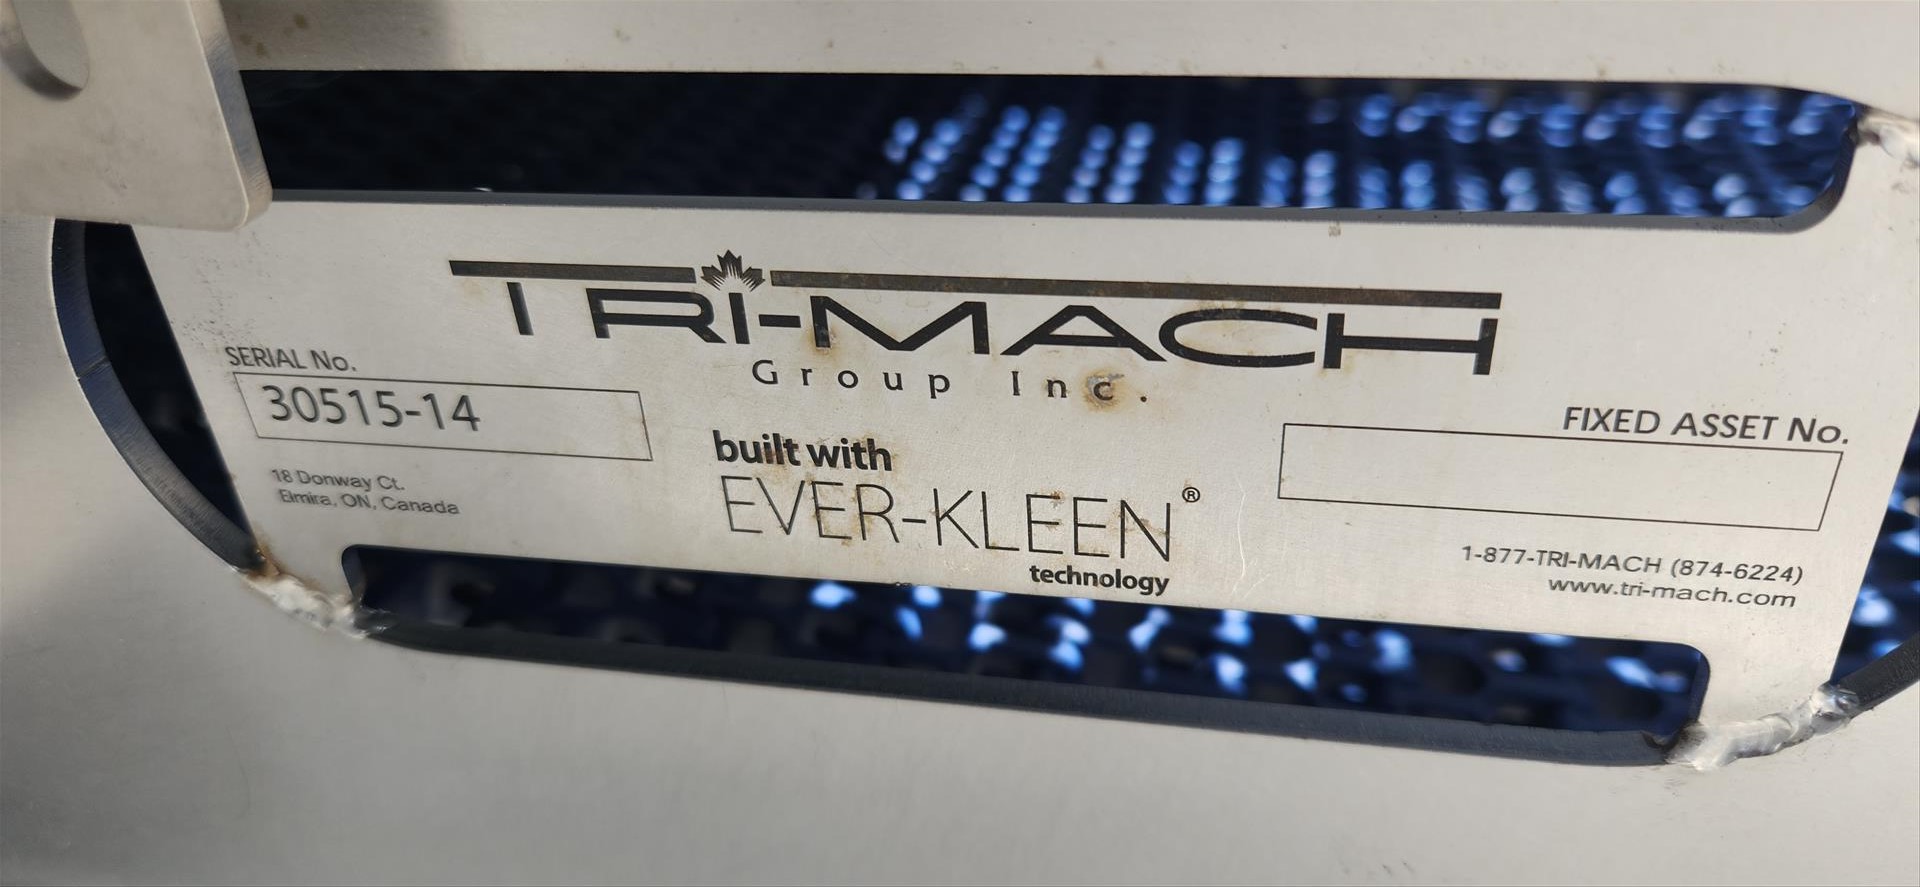 TRI-MACH
Group Inc.
SERIAL No.
30515-14
18 Donway Ct.
Elmira, ON, Canada
built with
EVER-KLEEN®
technology
FIXED ASSET No.
1-877-TRI-MACH (874-6224)
www.tri-mach.com